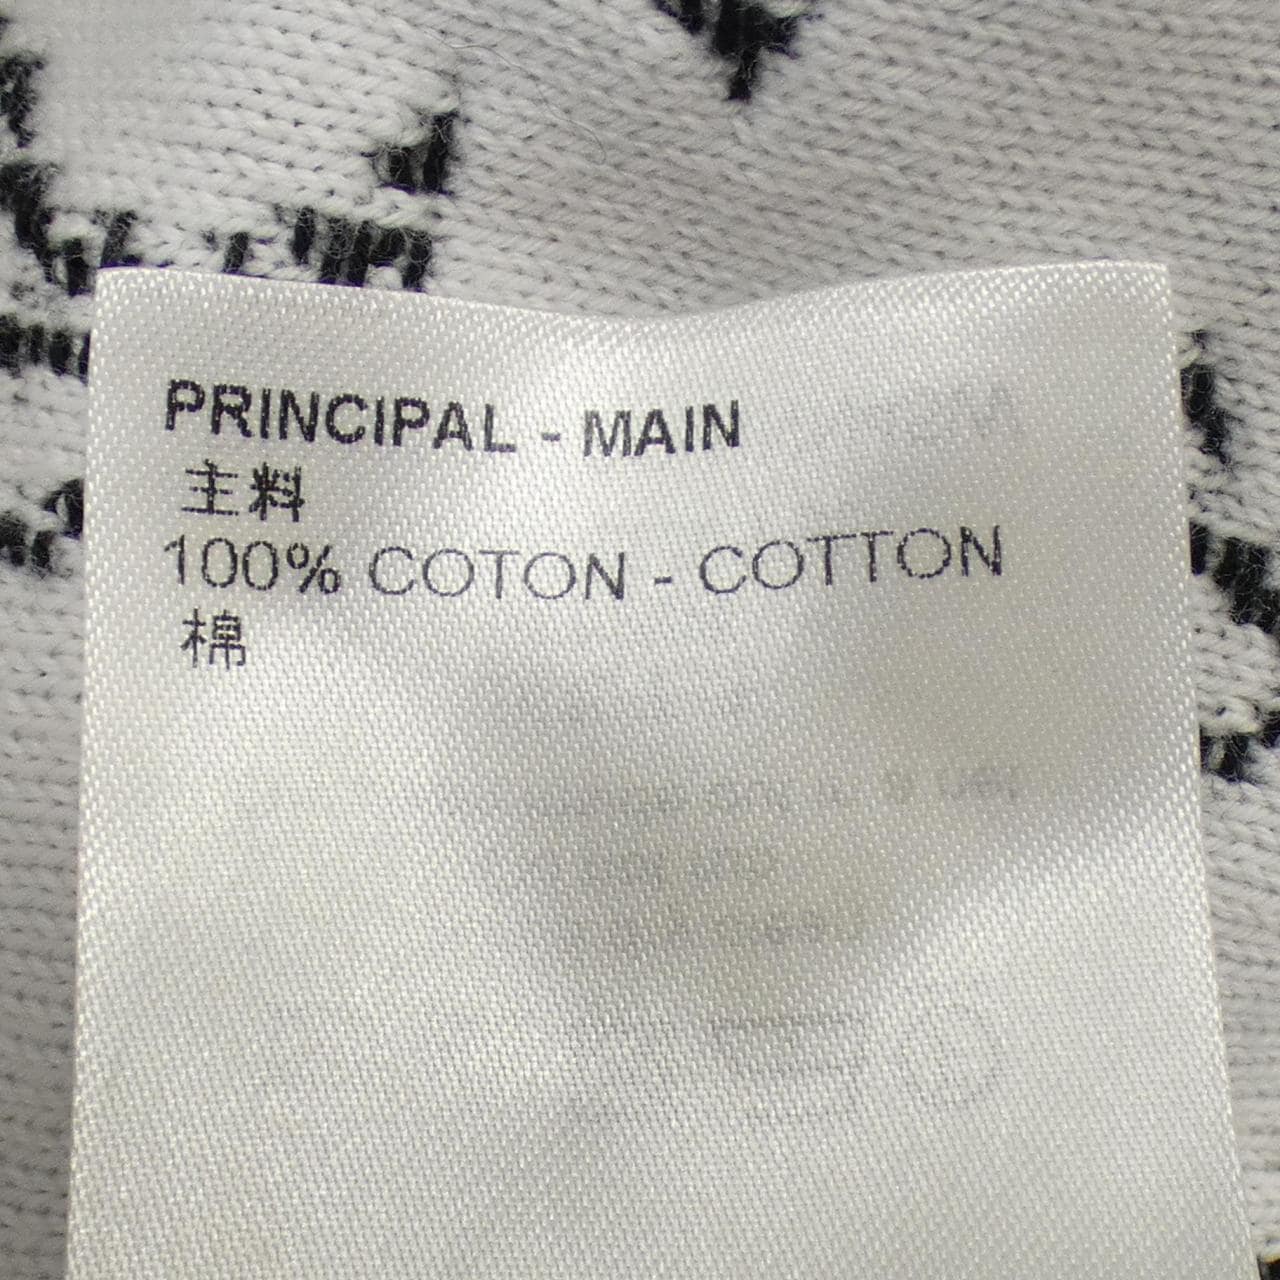 PRINCIPAL - MAIN
主料
100% COTON - COTTON
棉